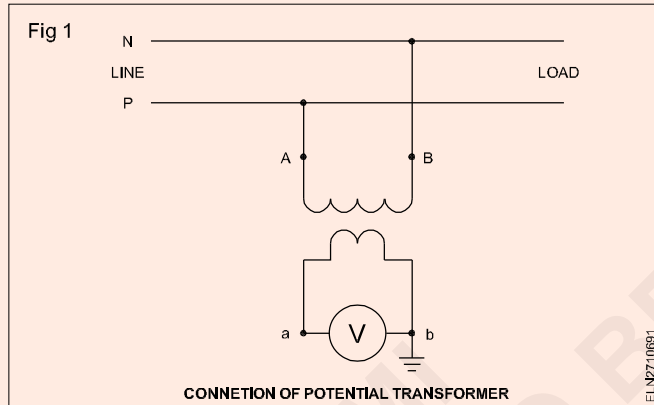 Fig 1
N
LINE
LOAD
P
A
B
V
a
b
CONNETION OF POTENTIAL TRANSFORMER
ELN2710691